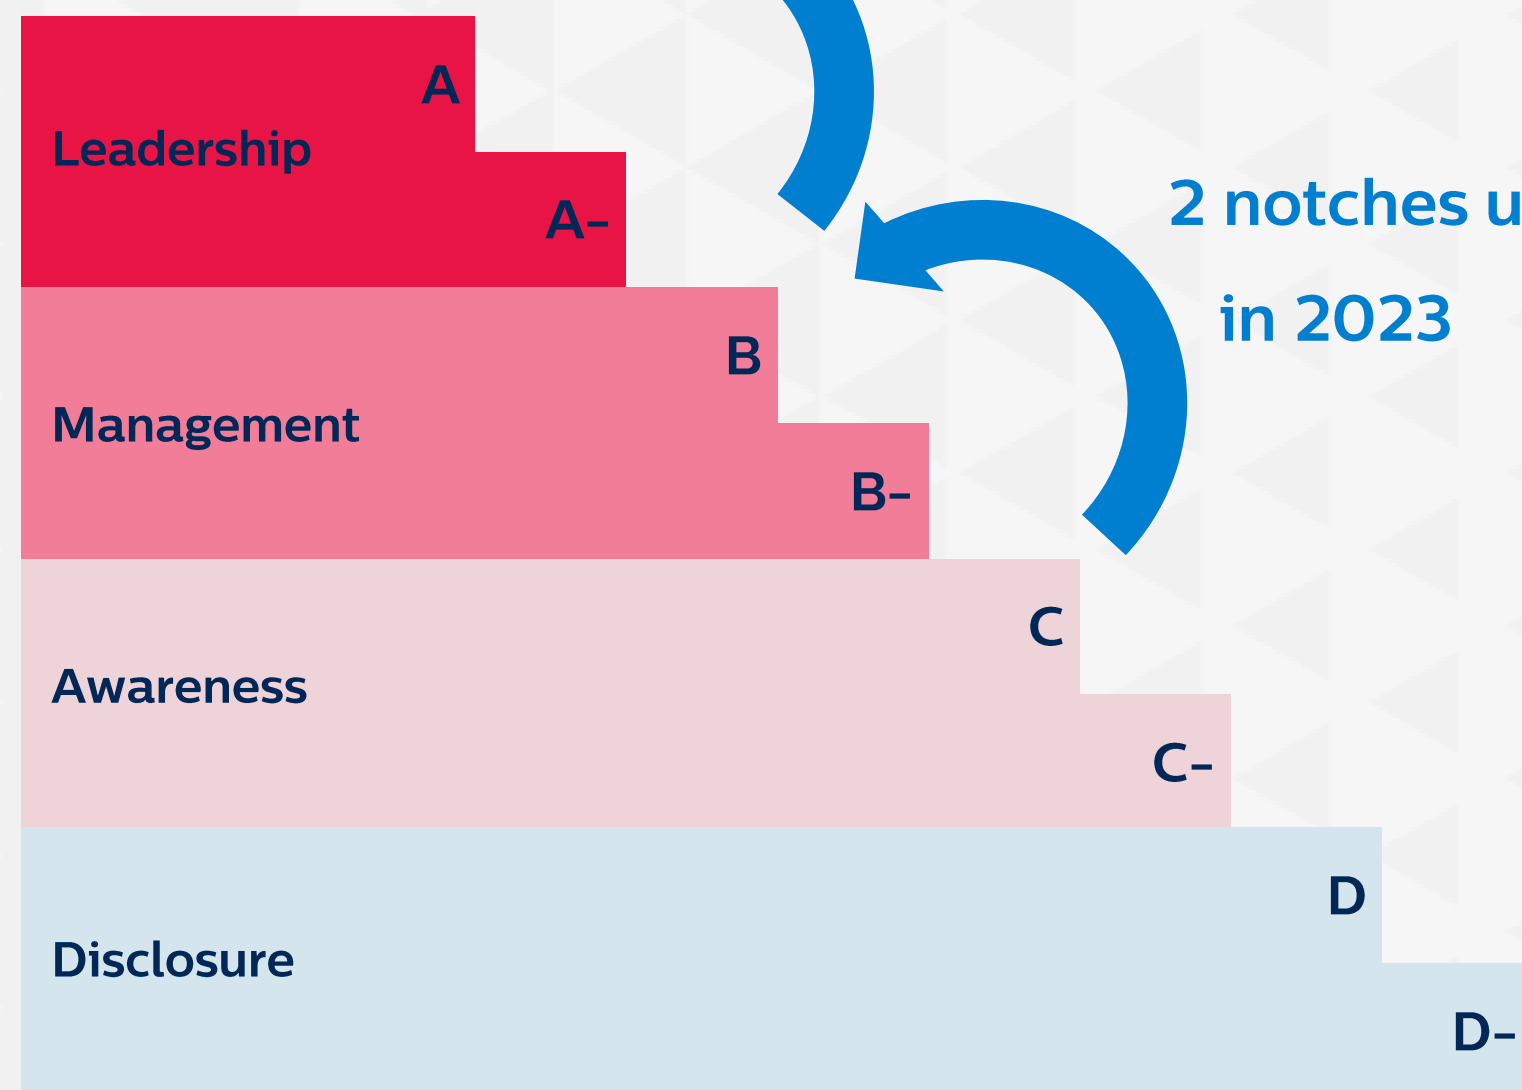 A
Leadership
A–
2 notches u
in 2023
B
Management
B–
C
Awareness
C–
D
Disclosure
D–